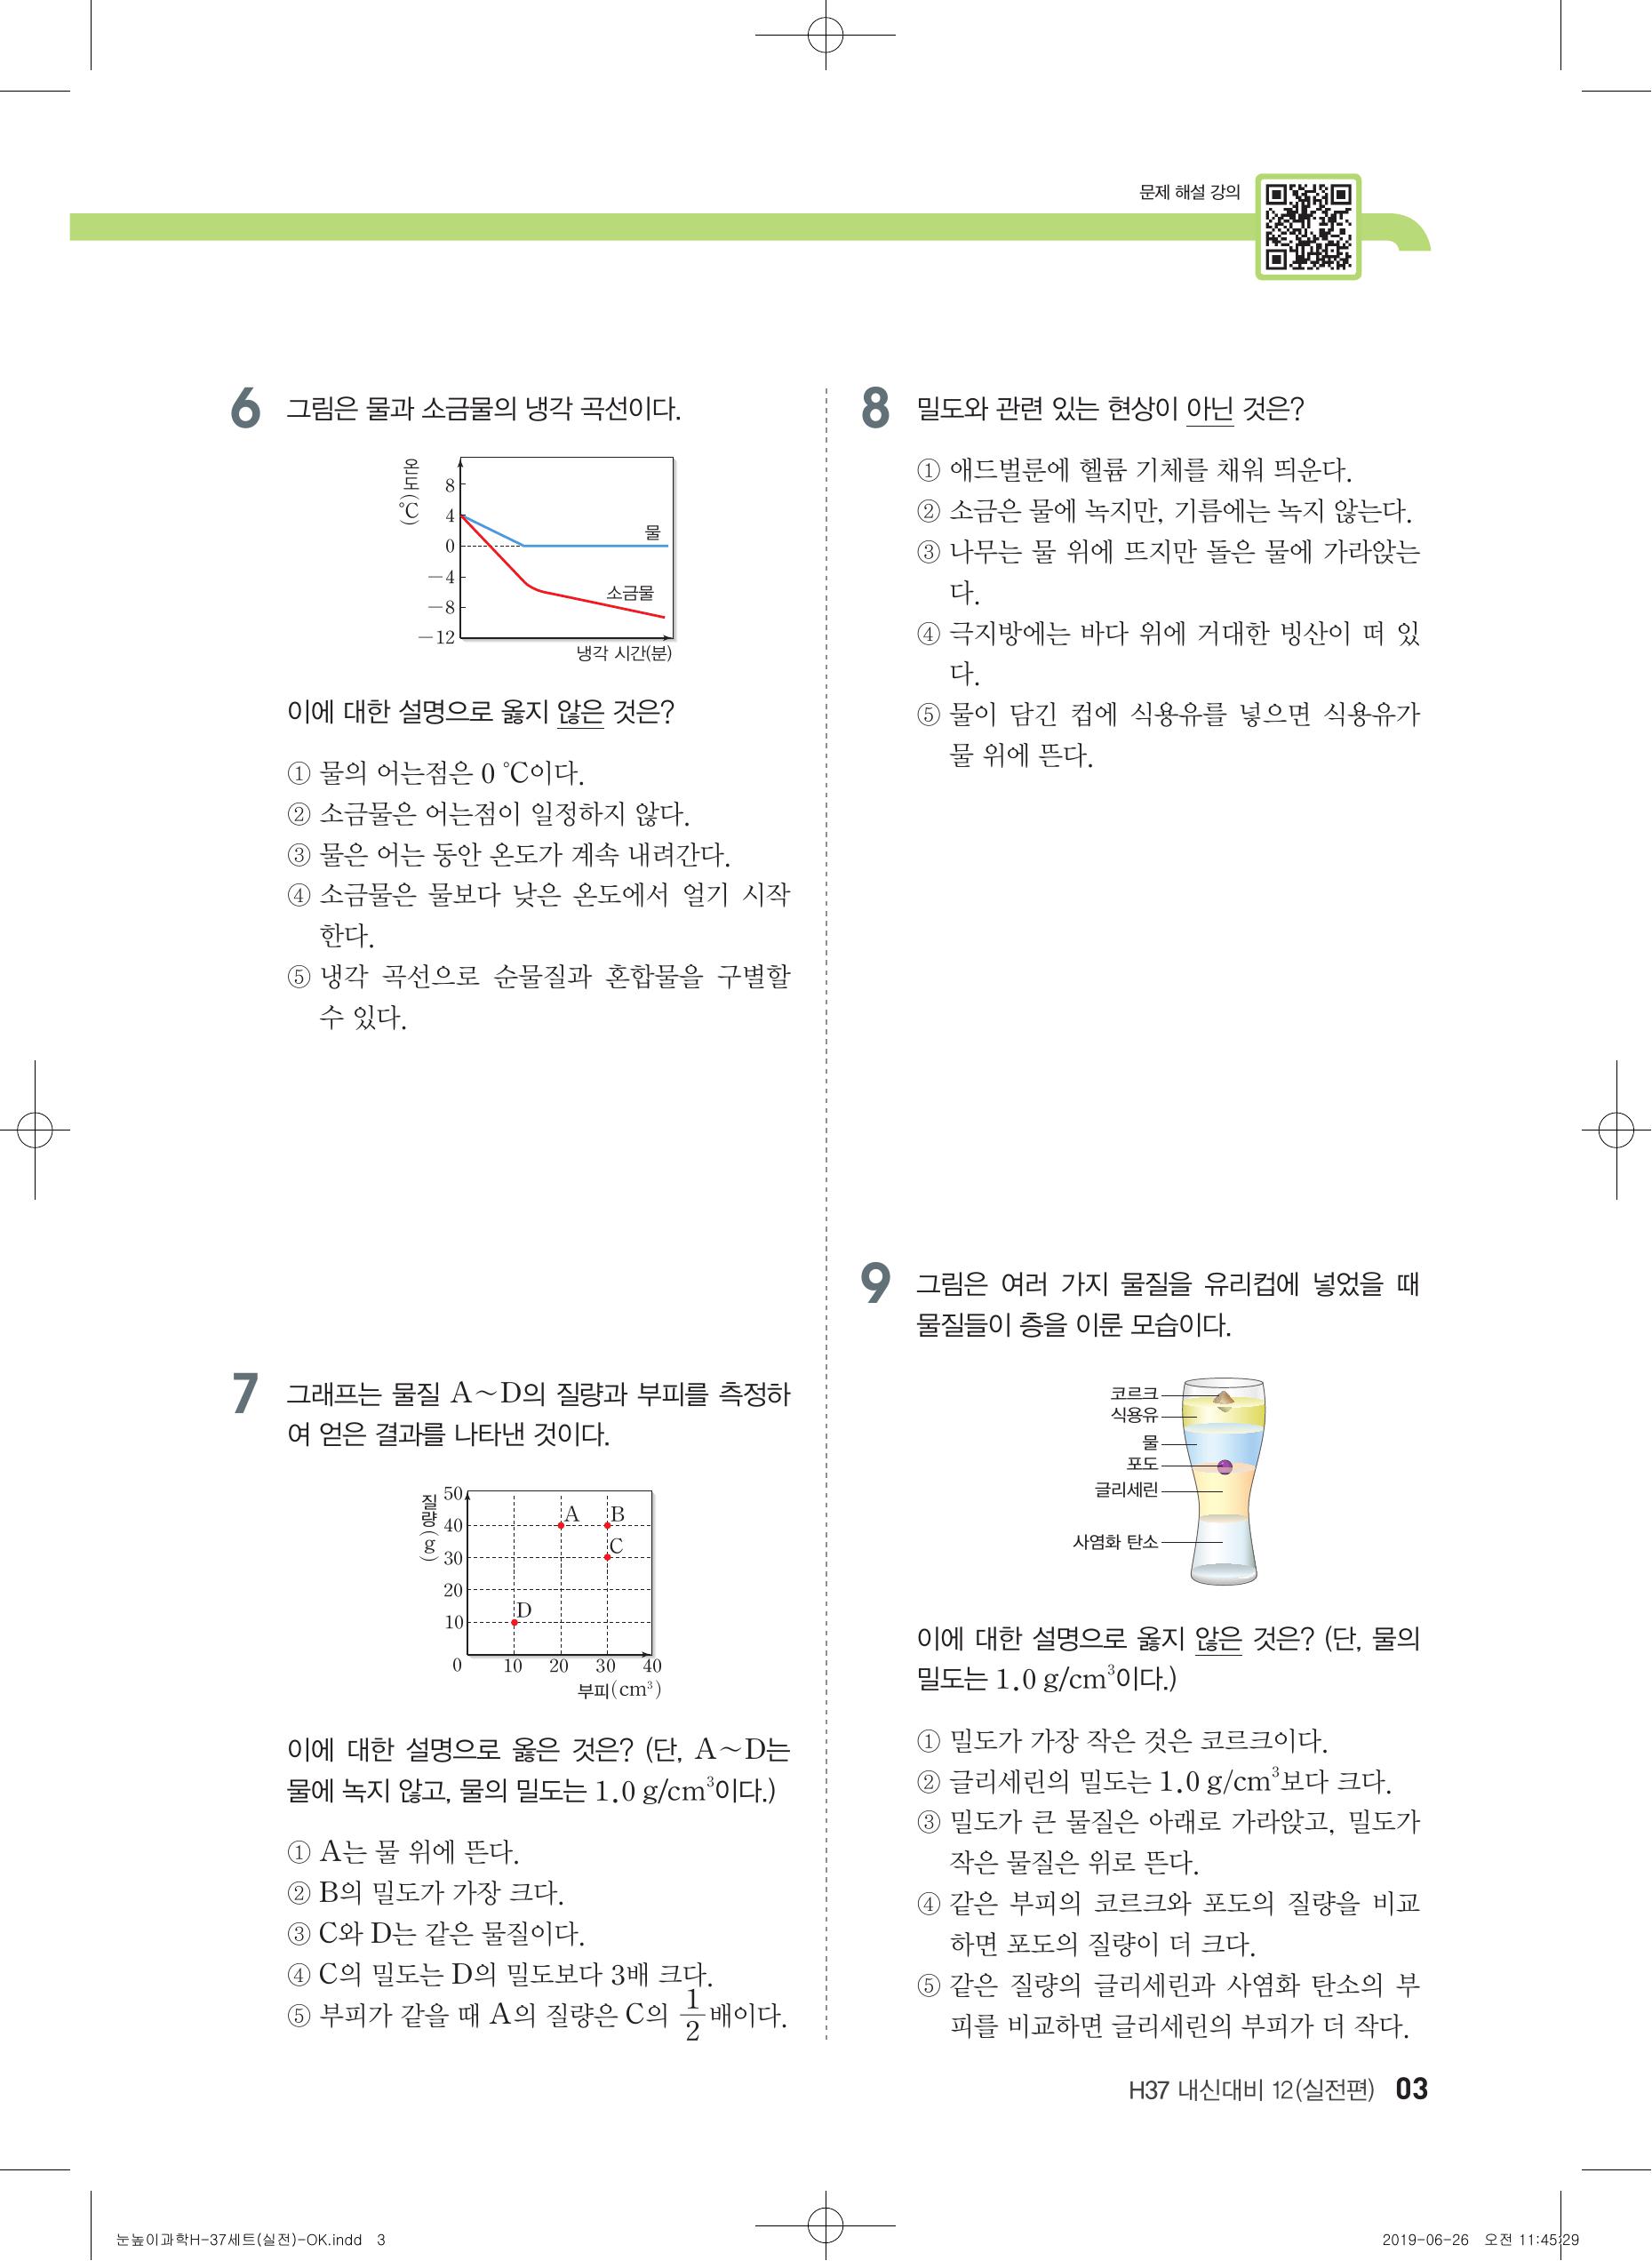 문제 해설 강의
6 그림은 물과 소금물의 냉각 곡선이다.
온도(℃)
8
4
0
-4
-8
-12
물
소금물
냉각 시간(분)
이에 대한 설명으로 옳지 않은 것은?
① 물의 어는점은 0 ℃이다.
② 소금물은 어는점이 일정하지 않다.
③ 물은 어는 동안 온도가 계속 내려간다.
④ 소금물은 물보다 낮은 온도에서 얼기 시작
한다.
⑤ 냉각 곡선으로 순물질과 혼합물을 구별할
수 있다.
7 그래프는 물질 A~D의 질량과 부피를 측정하
여 얻은 결과를 나타낸 것이다.
질량(g)
50
40
30
20
10
A
B
C
D
0 10 20 30 40
부피(cm³)
이에 대한 설명으로 옳은 것은? (단, A~D는
물에 녹지 않고, 물의 밀도는 1.0 g/cm³이다.)
① A는 물 위에 뜬다.
② B의 밀도가 가장 크다.
③ C와 D는 같은 물질이다.
④ C의 밀도는 D의 밀도보다 3배 크다.
⑤ 부피가 같을 때 A의 질량은 C의 1/2배이다.
8 밀도와 관련 있는 현상이 아닌 것은?
① 애드벌룬에 헬륨 기체를 채워 띄운다.
② 소금은 물에 녹지만, 기름에는 녹지 않는다.
③ 나무는 물 위에 뜨지만 돌은 물에 가라앉는
다.
④ 극지방에는 바다 위에 거대한 빙산이 떠 있
다.
⑤ 물이 담긴 컵에 식용유를 넣으면 식용유가
물 위에 뜬다.
9 그림은 여러 가지 물질을 유리컵에 넣었을 때
물질들이 층을 이룬 모습이다.
코르크
식용유
물
포도
글리세린
사염화 탄소
이에 대한 설명으로 옳지 않은 것은? (단, 물의
밀도는 1.0 g/cm³이다.)
① 밀도가 가장 작은 것은 코르크이다.
② 글리세린의 밀도는 1.0 g/cm³보다 크다.
③ 밀도가 큰 물질은 아래로 가라앉고, 밀도가
작은 물질은 위로 뜬다.
④ 같은 부피의 코르크와 포도의 질량을 비교
하면 포도의 질량이 더 크다.
⑤ 같은 질량의 글리세린과 사염화 탄소의 부
피를 비교하면 글리세린의 부피가 더 작다.
H37 내신대비 12(실전편) 03
눈높이과학H-37세트(실전)-OK.indd 3
2019-06-26 오전 11:45:29